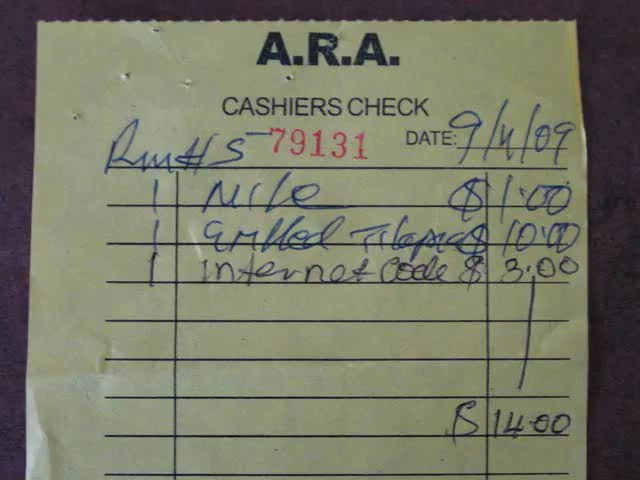 A.R.A.
CASHIERS CHECK
Rm#5 79131 DATE: 9/4/09
1 Nile $ 1.00
1 Grilled Tilapia $ 10.00
1 internet code $ 3.00
$ 14.00